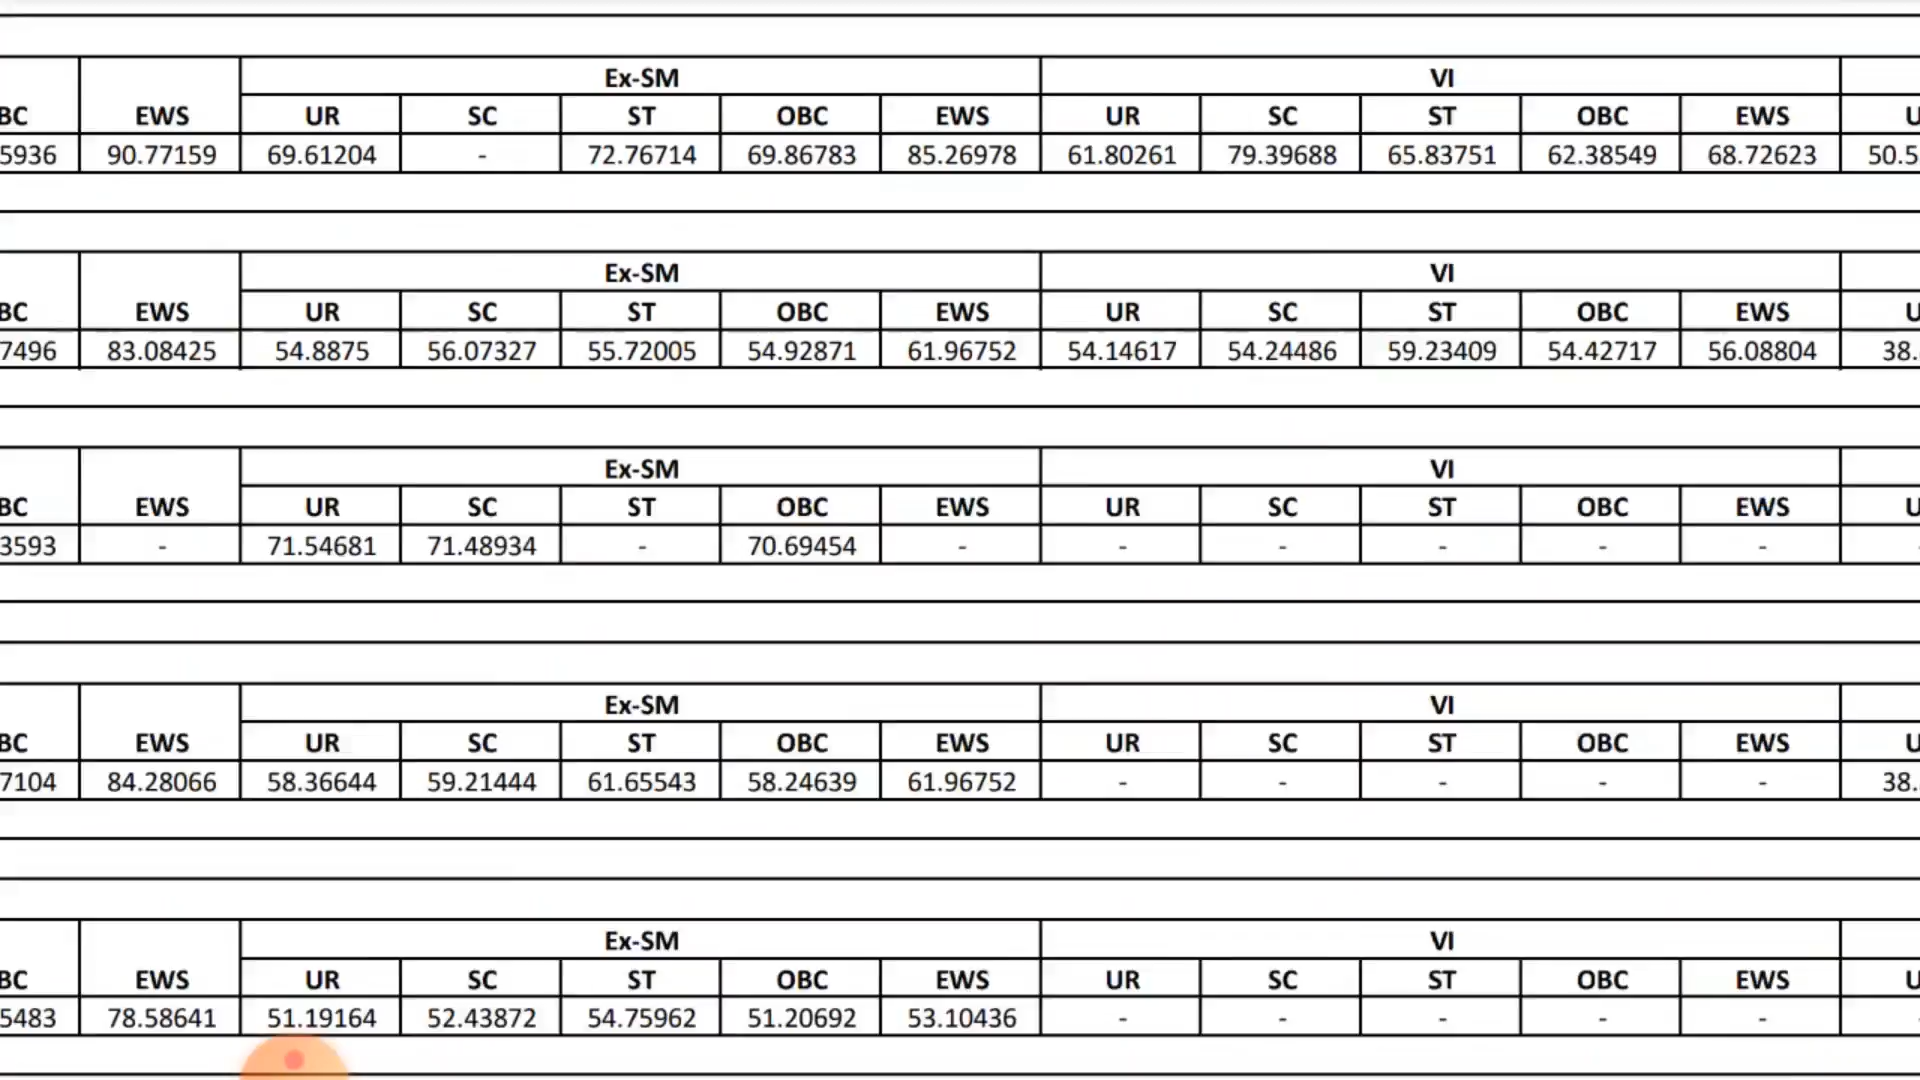 Ex-SM VI
BC EWS UR SC ST OBC EWS UR SC ST OBC EWS U
5936 90.77159 69.61204 - 72.76714 69.86783 85.26978 61.80261 79.39688 65.83751 62.38549 68.72623 50.5
Ex-SM VI
BC EWS UR SC ST OBC EWS UR SC ST OBC EWS U
7496 83.08425 54.8875 56.07327 55.72005 54.92871 61.96752 54.14617 54.24486 59.23409 54.42717 56.08804 38.
Ex-SM VI
BC EWS UR SC ST OBC EWS UR SC ST OBC EWS U
3593 - 71.54681 71.48934 - 70.69454 - - - - - - -
Ex-SM VI
BC EWS UR SC ST OBC EWS UR SC ST OBC EWS U
7104 84.28066 58.36644 59.21444 61.65543 58.24639 61.96752 - - - - - 38.
Ex-SM VI
BC EWS UR SC ST OBC EWS UR SC ST OBC EWS U
5483 78.58641 51.19164 52.43872 54.75962 51.20692 53.10436 - - - - - -